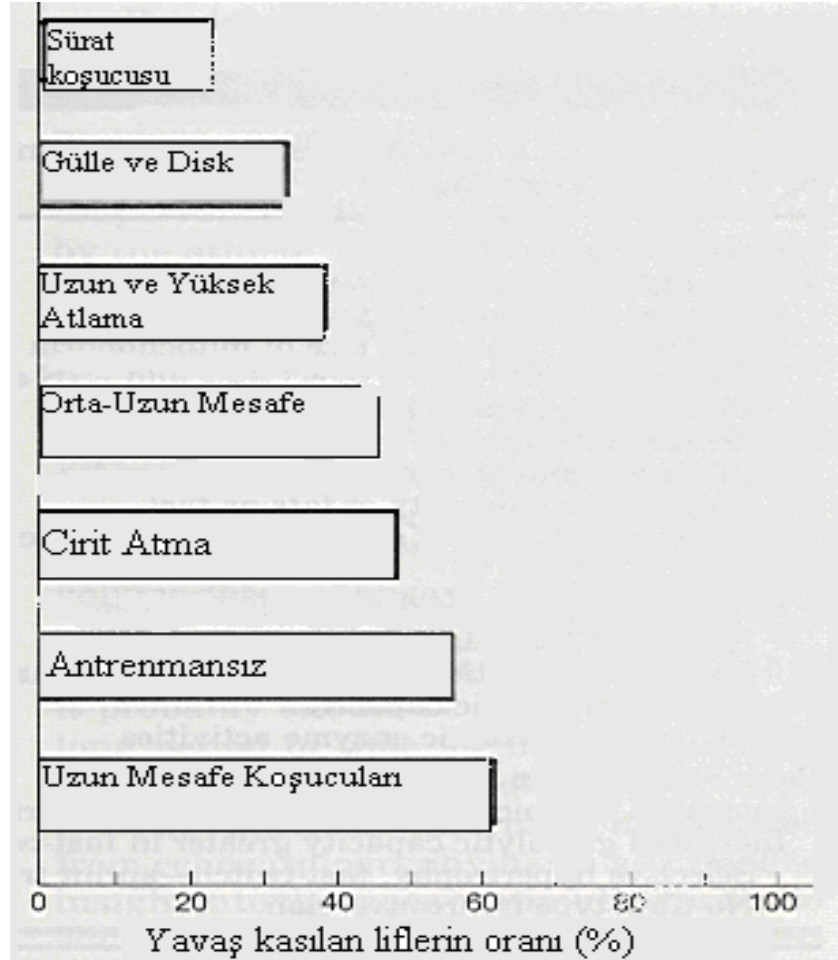 Sürat
koşucusu
Gülle ve Disk
Uzun ve Yüksek
Atlama
Orta-Uzun Mesafe
Cirit Atma
Antrenmansız
Uzun Mesafe Koşucuları
0 20 40 60 80 100
Yavaş kasılan liflerin oranı (%)